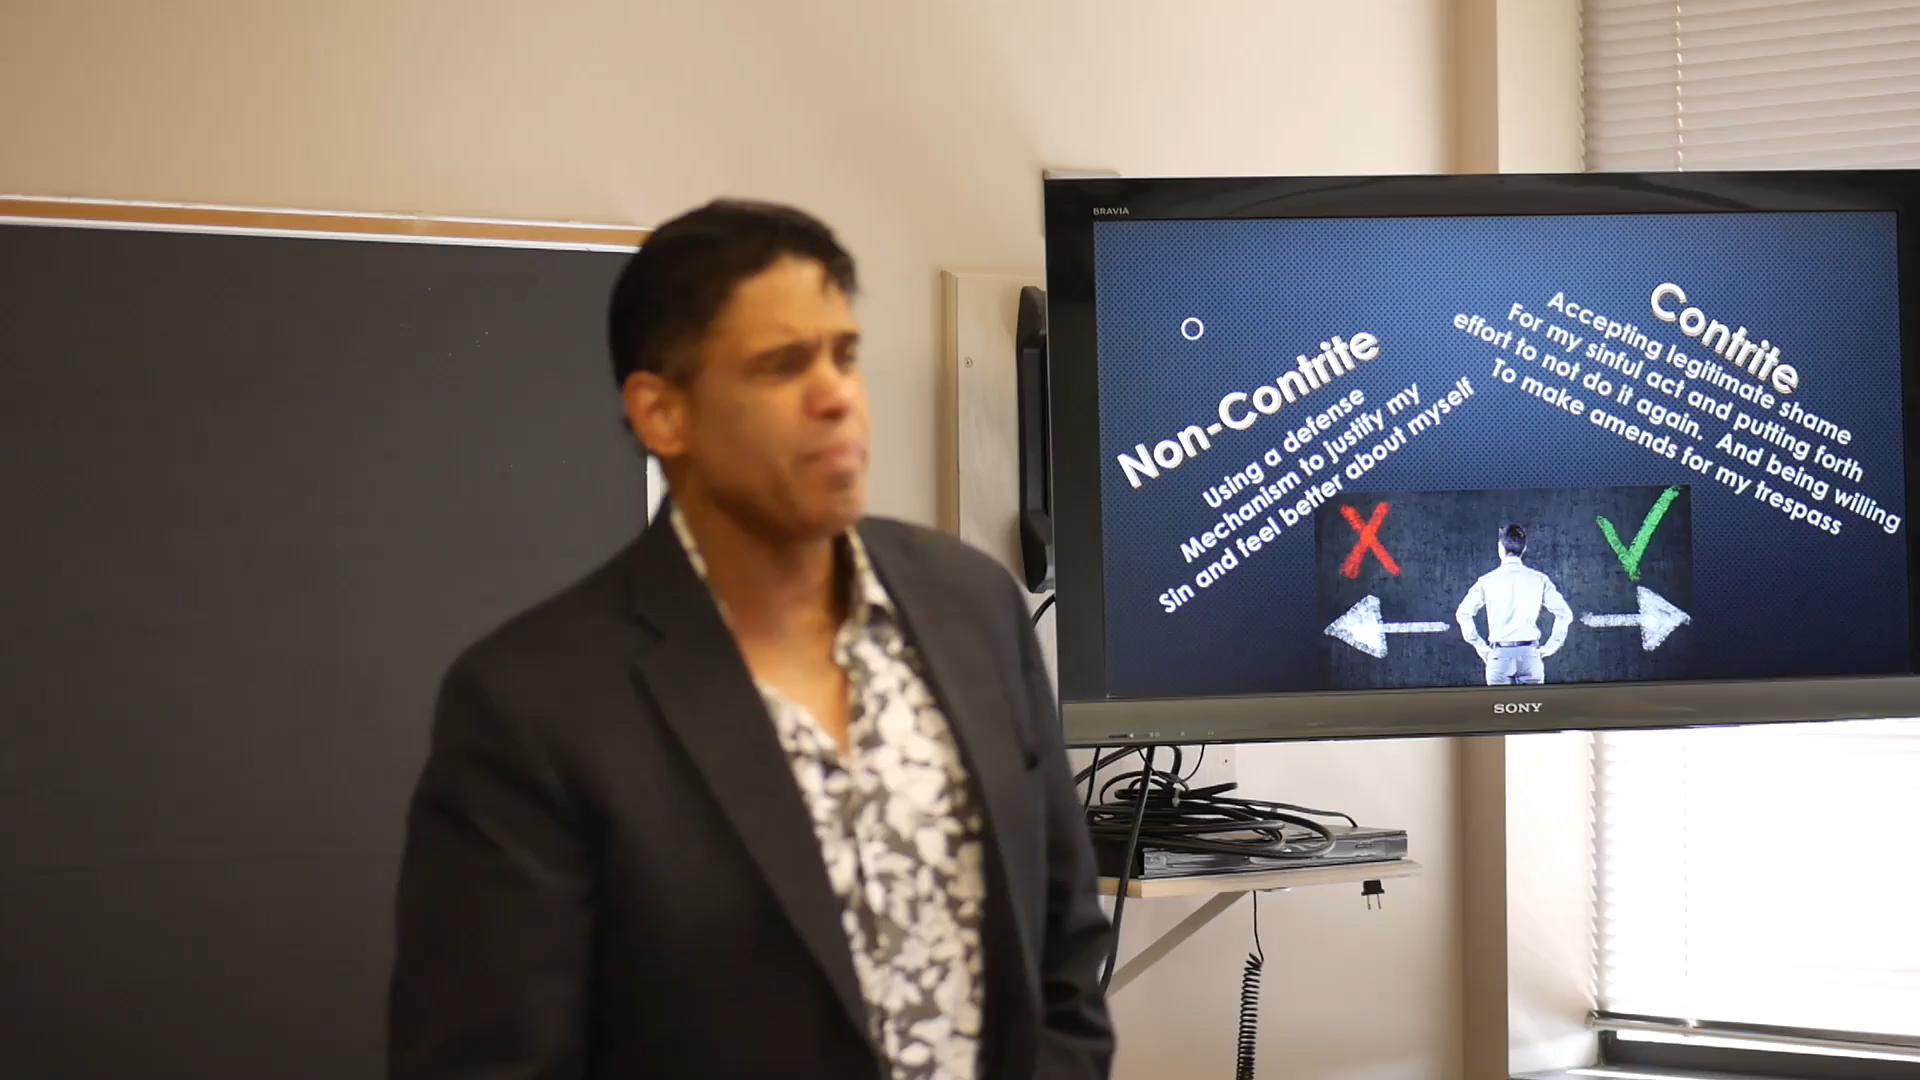 BRAVIA
Non-Contrite
Using a defense
Mechanism to justify my
Sin and feel better about myself
Contrite
Accepting legitimate shame
For my sinful act and putting forth
effort to not do it again. And being willing
To make amends for my trespass
SONY